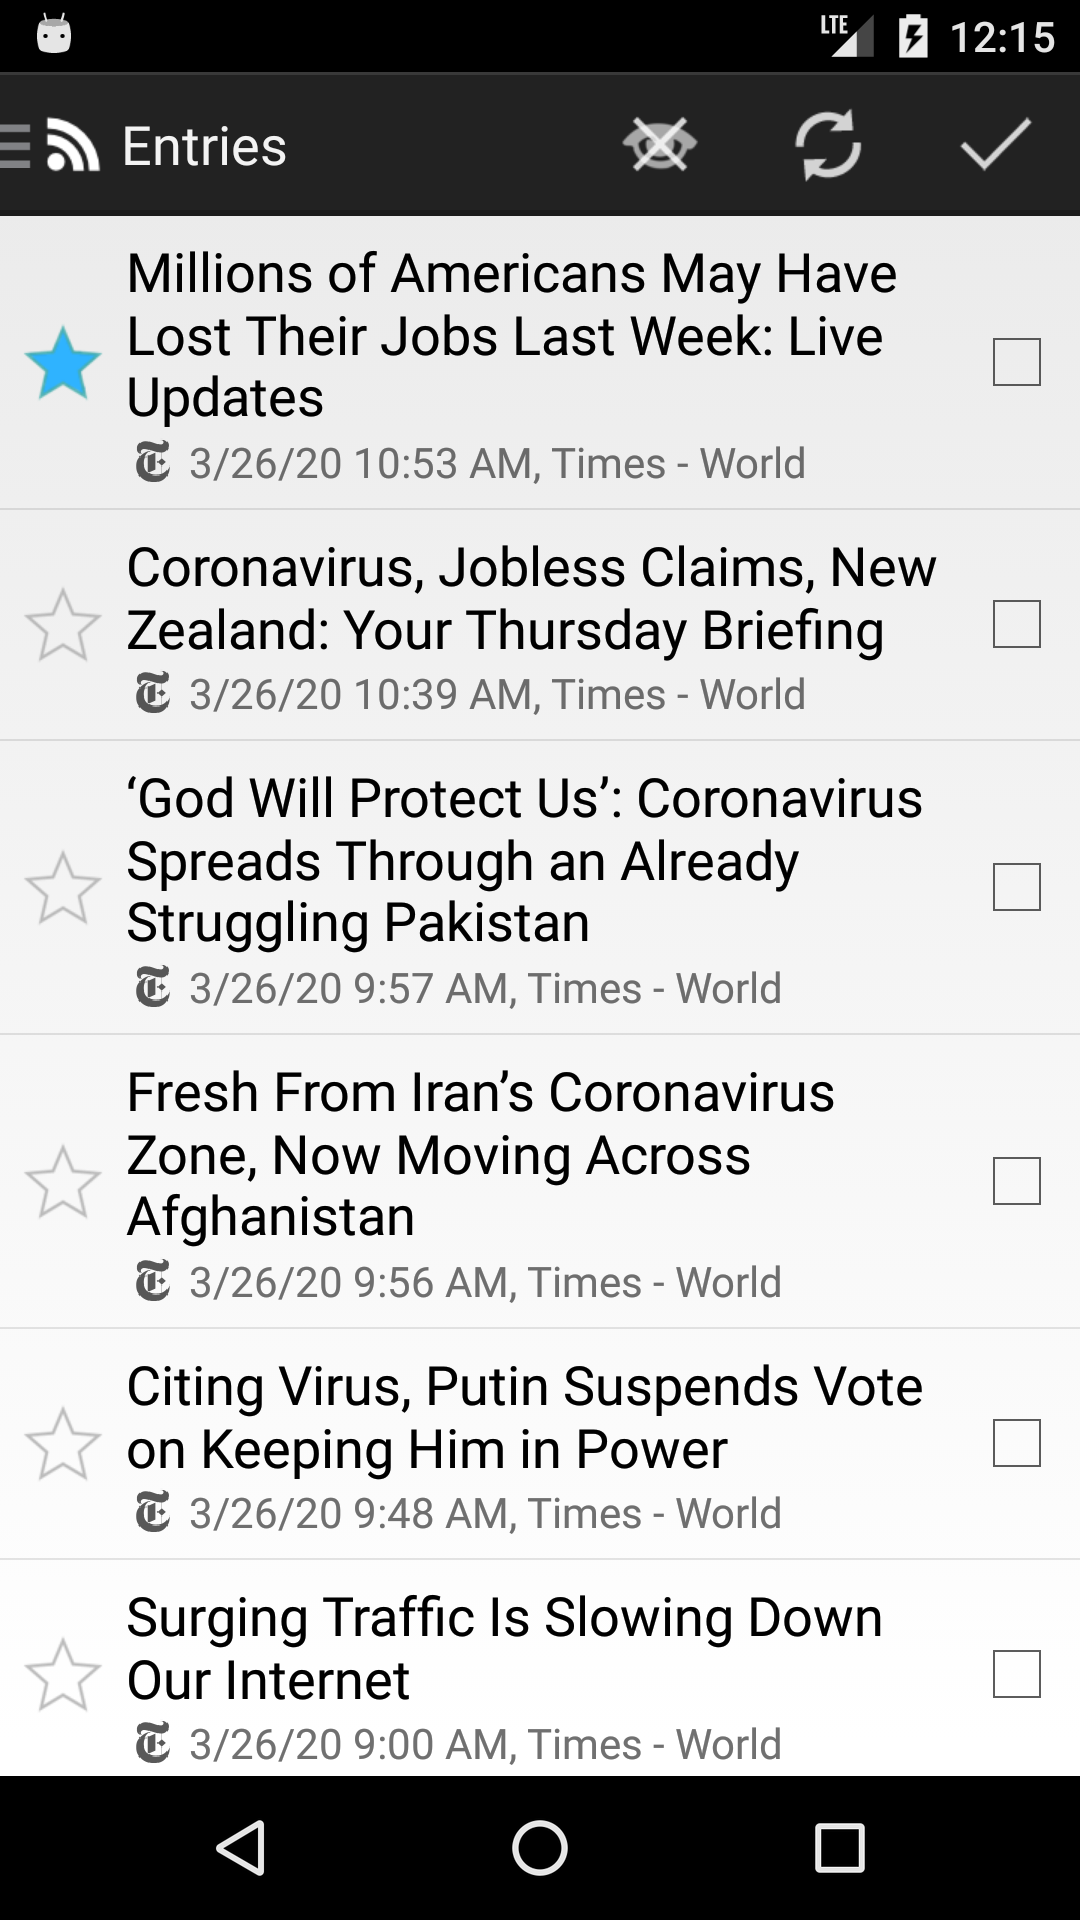 LTE 12:15
Entries
Millions of Americans May Have
Lost Their Jobs Last Week: Live
Updates
T 3/26/20 10:53 AM, Times - World
Coronavirus, Jobless Claims, New
Zealand: Your Thursday Briefing
T 3/26/20 10:39 AM, Times - World
‘God Will Protect Us’: Coronavirus
Spreads Through an Already
Struggling Pakistan
T 3/26/20 9:57 AM, Times - World
Fresh From Iran’s Coronavirus
Zone, Now Moving Across
Afghanistan
T 3/26/20 9:56 AM, Times - World
Citing Virus, Putin Suspends Vote
on Keeping Him in Power
T 3/26/20 9:48 AM, Times - World
Surging Traffic Is Slowing Down
Our Internet
T 3/26/20 9:00 AM, Times - World